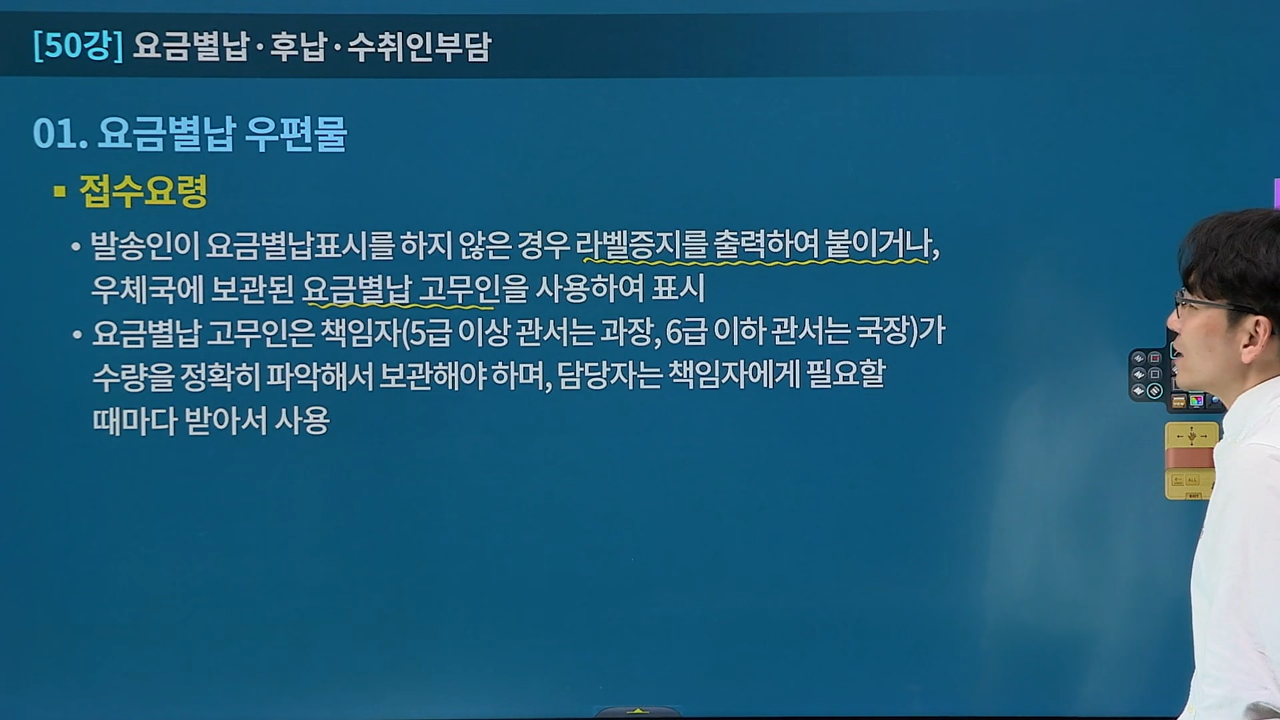 [50강] 요금별납·후납·수취인부담
01. 요금별납 우편물
▪ 접수요령
• 발송인이 요금별납표시를 하지 않은 경우 라벨증지를 출력하여 붙이거나,
우체국에 보관된 요금별납 고무인을 사용하여 표시
• 요금별납 고무인은 책임자(5급 이상 관서는 과장, 6급 이하 관서는 국장)가
수량을 정확히 파악해서 보관해야 하며, 담당자는 책임자에게 필요할
때마다 받아서 사용